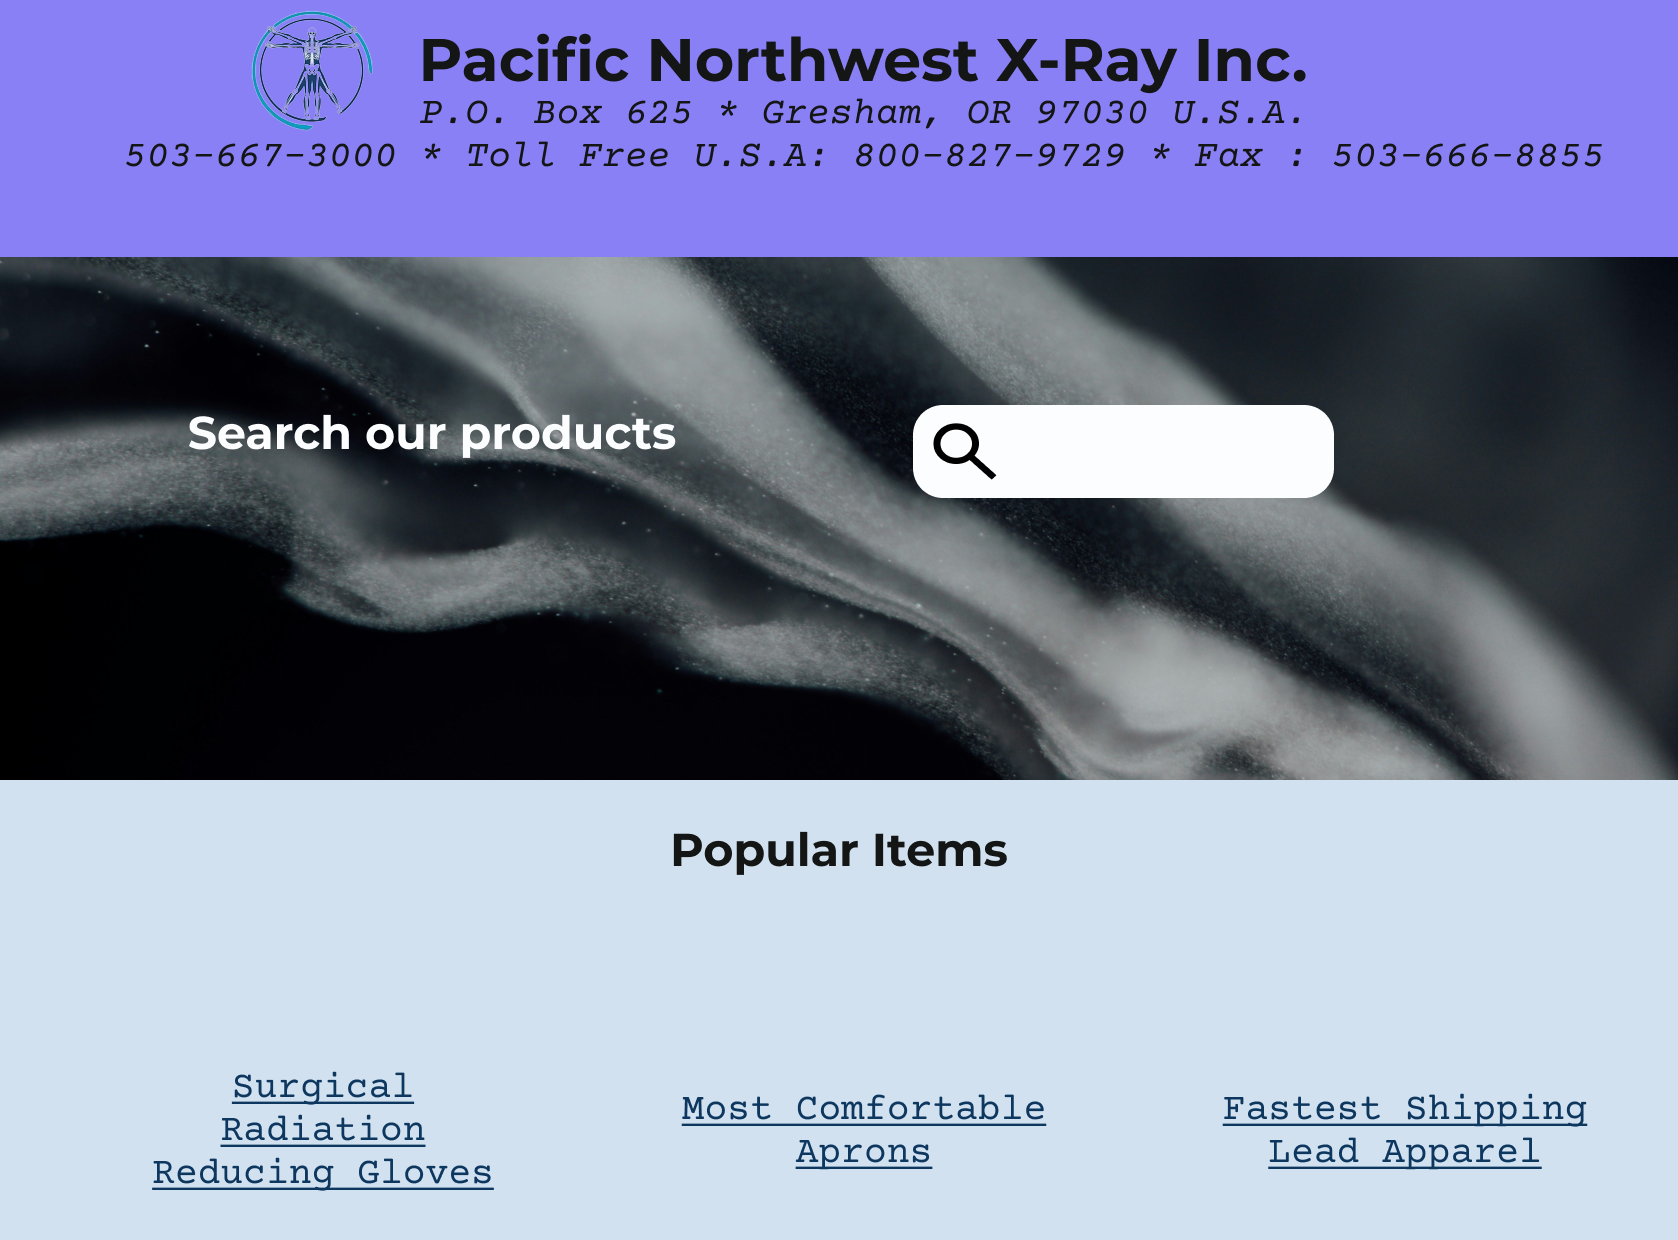 Pacific Northwest X-Ray Inc.
P.O. Box 625 * Gresham, OR 97030 U.S.A.
503-667-3000 * Toll Free U.S.A: 800-827-9729 * Fax : 503-666-8855
Search our products
Popular Items
Surgical
Radiation
Reducing Gloves
Most Comfortable
Aprons
Fastest Shipping
Lead Apparel